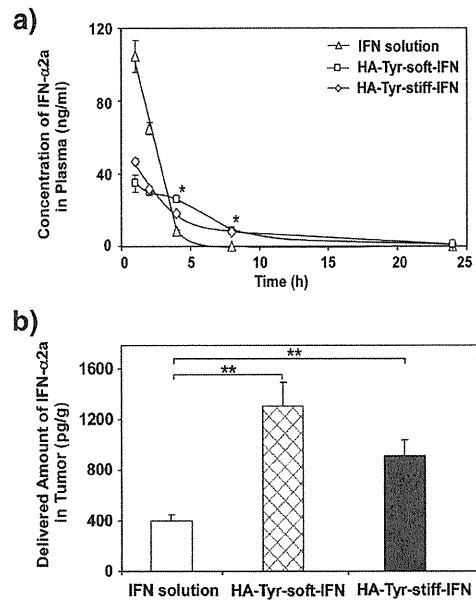 a)
120
80
40
0
Concentration of IFN-α2a
in Plasma (ng/ml)
IFN solution
HA-Tyr-soft-IFN
HA-Tyr-stiff-IFN
*
*
0 5 10 15 20 25
Time (h)
b)
1600
1200
800
400
0
Delivered Amount of IFN-α2a
in Tumor (pg/g)
**
**
IFN solution HA-Tyr-soft-IFN HA-Tyr-stiff-IFN